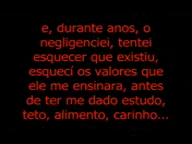 e, durante anos, o
negligenciei, tentei
esquecer que existiu,
esquecí os valores que
ele me ensinara, antes
de ter me dado estudo,
teto, alimento, carinho...